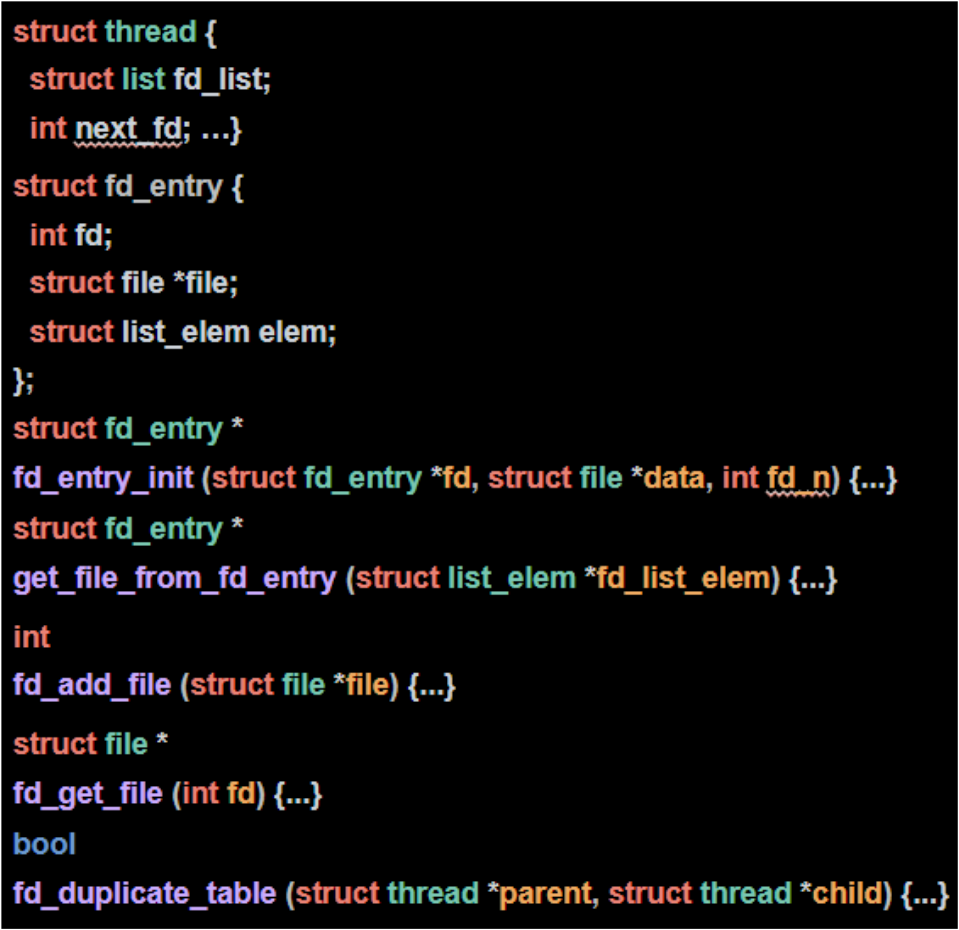 struct thread {
struct list fd_list;
int next_fd; ...}
struct fd_entry {
int fd;
struct file *file;
struct list_elem elem;
};
struct fd_entry *
fd_entry_init (struct fd_entry *fd, struct file *data, int fd_n) {...}
struct fd_entry *
get_file_from_fd_entry (struct list_elem *fd_list_elem) {...}
int
fd_add_file (struct file *file) {...}
struct file *
fd_get_file (int fd) {...}
bool
fd_duplicate_table (struct thread *parent, struct thread *child) {...}